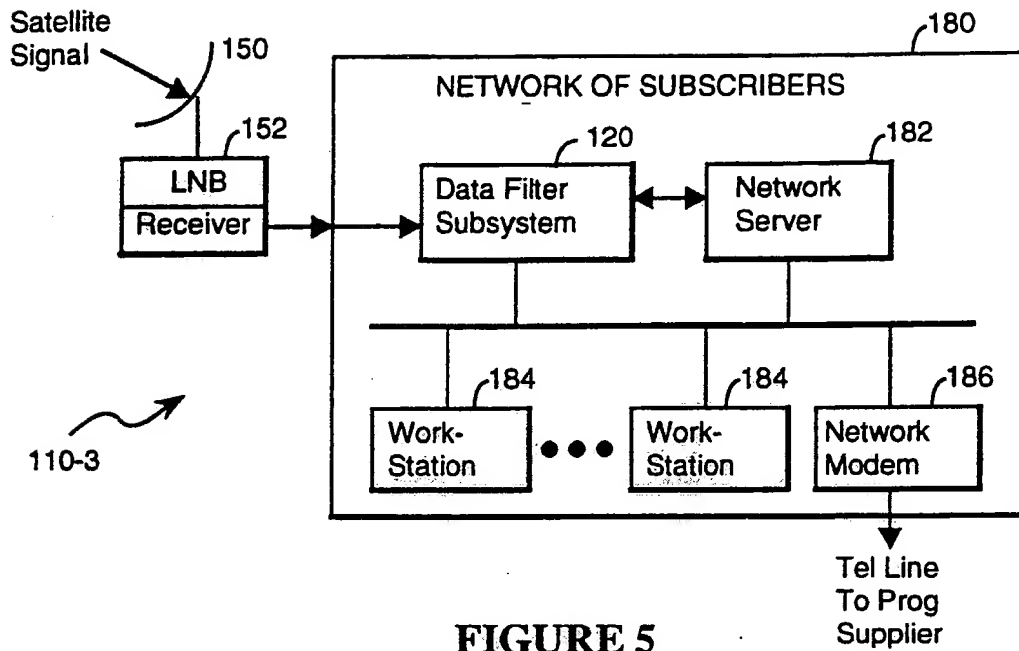 Satellite
Signal
150
180
NETWORK OF SUBSCRIBERS
152
120
182
LNB
Receiver
Data Filter
Subsystem
Network
Server
184
184
186
Work-
Station
Work-
Station
Network
Modem
110-3
Tel Line
To Prog
Supplier
FIGURE 5